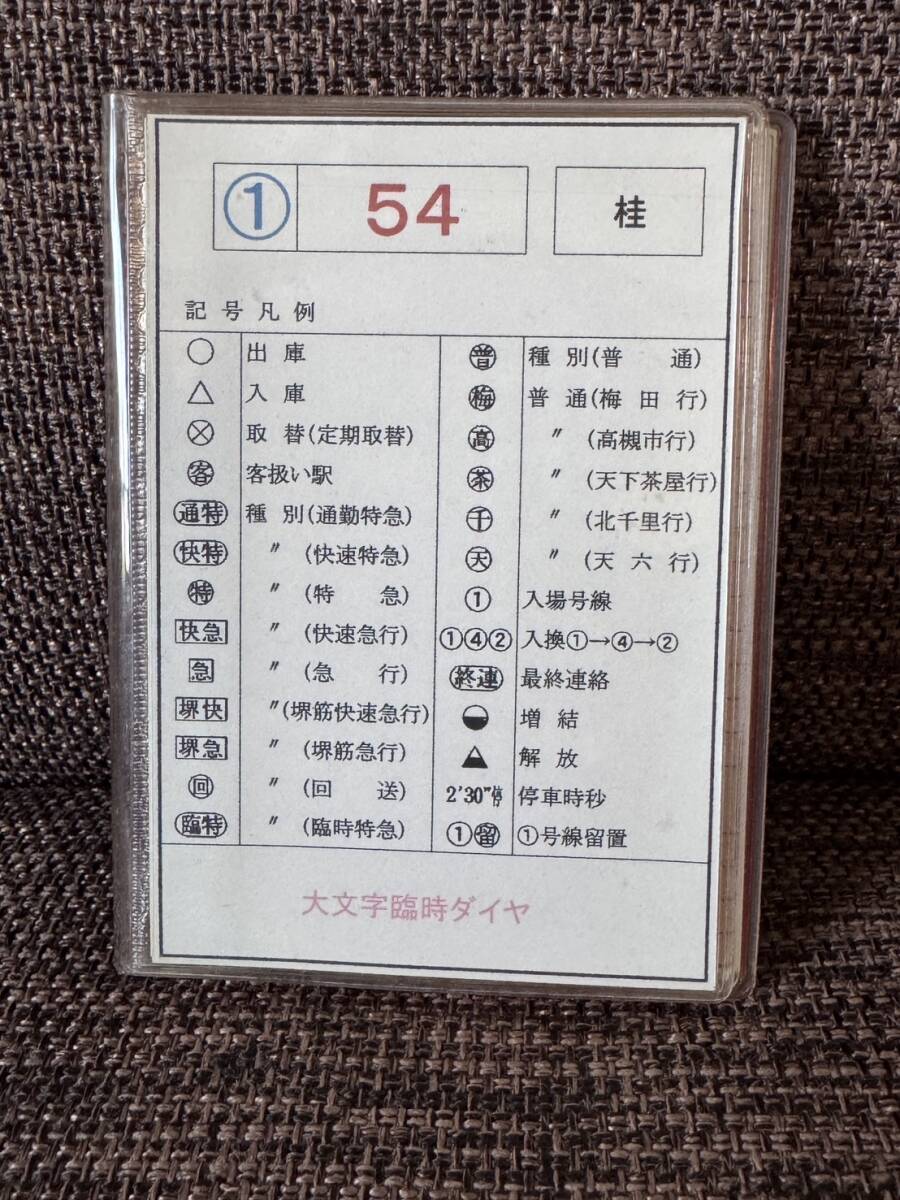 ① 54 桂
記号凡例
○ 出庫
△ 入庫
⊗ 取替(定期取替)
客 客扱い駅
通特 種別(通勤特急)
快特 〃 (快速特急)
特 〃 (特 急)
快急 〃 (快速急行)
急 〃 (急 行)
堺快 〃(堺筋快速急行)
堺急 〃 (堺筋急行)
回 〃 (回 送)
臨特 〃 (臨時特急)
普 種別(普 通)
梅 普通(梅田行)
高 〃 (高槻市行)
茶 〃 (天下茶屋行)
千 〃 (北千里行)
天 〃 (天六行)
① 入場号線
①④② 入換①→④→②
終連 最終連絡
増結
解放
2'30"停 停車時秒
①留 ①号線留置
大文字臨時ダイヤ